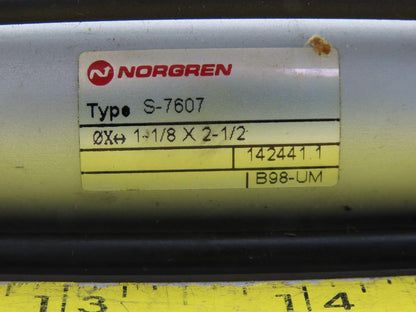 NORGREN
Type S-7607
ØX↔ 1-1/8 X 2-1/2
142441.1
B98-UM
13 14